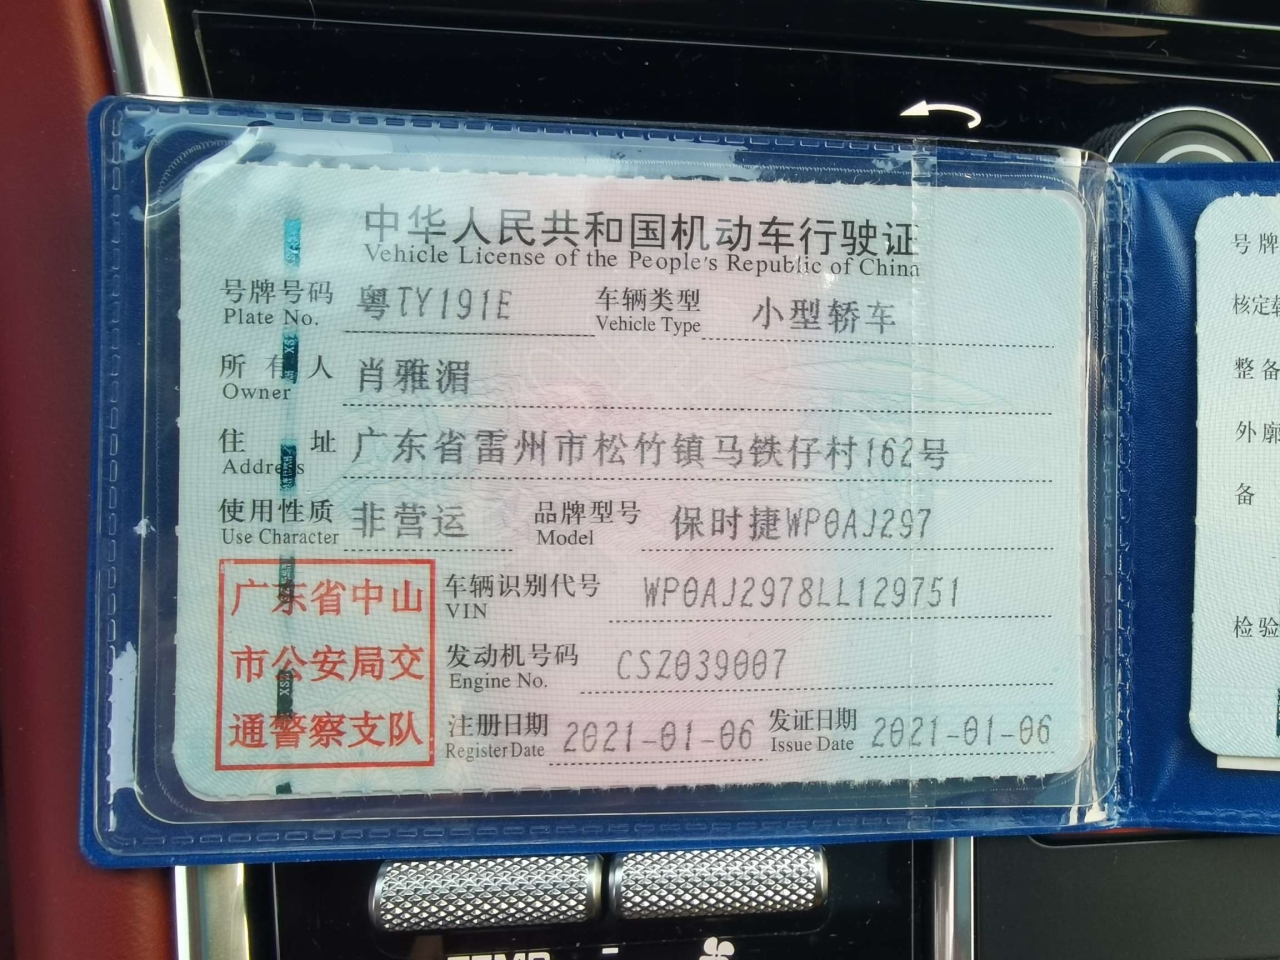 中华人民共和国机动车行驶证
Vehicle License of the People's Republic of China
号牌号码 粤TY191E 车辆类型 小型轿车
Plate No. Vehicle Type
所有人 肖雅湄
Owner
住址 广东省雷州市松竹镇马铁仔村162号
Address
使用性质 非营运 品牌型号 保时捷WP0AJ297
Use Character Model
广东省中山
市公安局交
通警察支队
车辆识别代号 WP0AJ2978LL129751
VIN
发动机号码 CSZ039007
Engine No.
注册日期 2021-01-06 发证日期 2021-01-06
Register Date Issue Date
号牌
核定载
整备
外廓
备
检验
TEMP